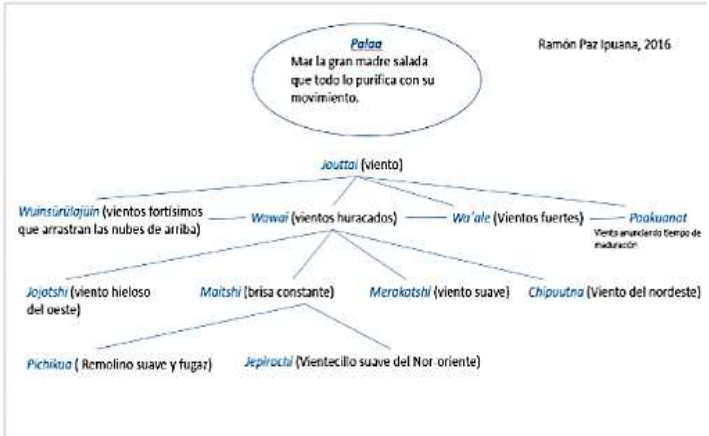 Palaa
Ramón Paz Ipuana, 2016
Mar la gran madre salada
que todo lo purifica con su
movimiento.
Jouttai (viento)
Wuinsürülajüin (vientos fortísimos
que arrastran las nubes de arriba)
Wawai (vientos huracados)
Wa'ale (Vientos fuertes)
Paakuanat
Viento anunciando tiempo de
maduración
Jojotshi (viento hieloso
del oeste)
Maitshi (brisa constante)
Merakatshi (viento suave)
Chipuutna (Viento del nordeste)
Pichikua ( Remolino suave y fugaz)
Jepirachi (Vientecillo suave del Nor oriente)